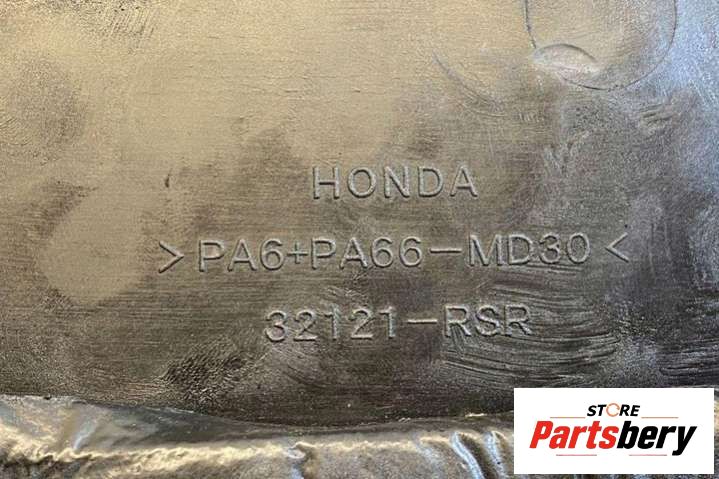 HONDA
>PA6+PA66-MD30<
32121-RSR
STORE
Partsbery